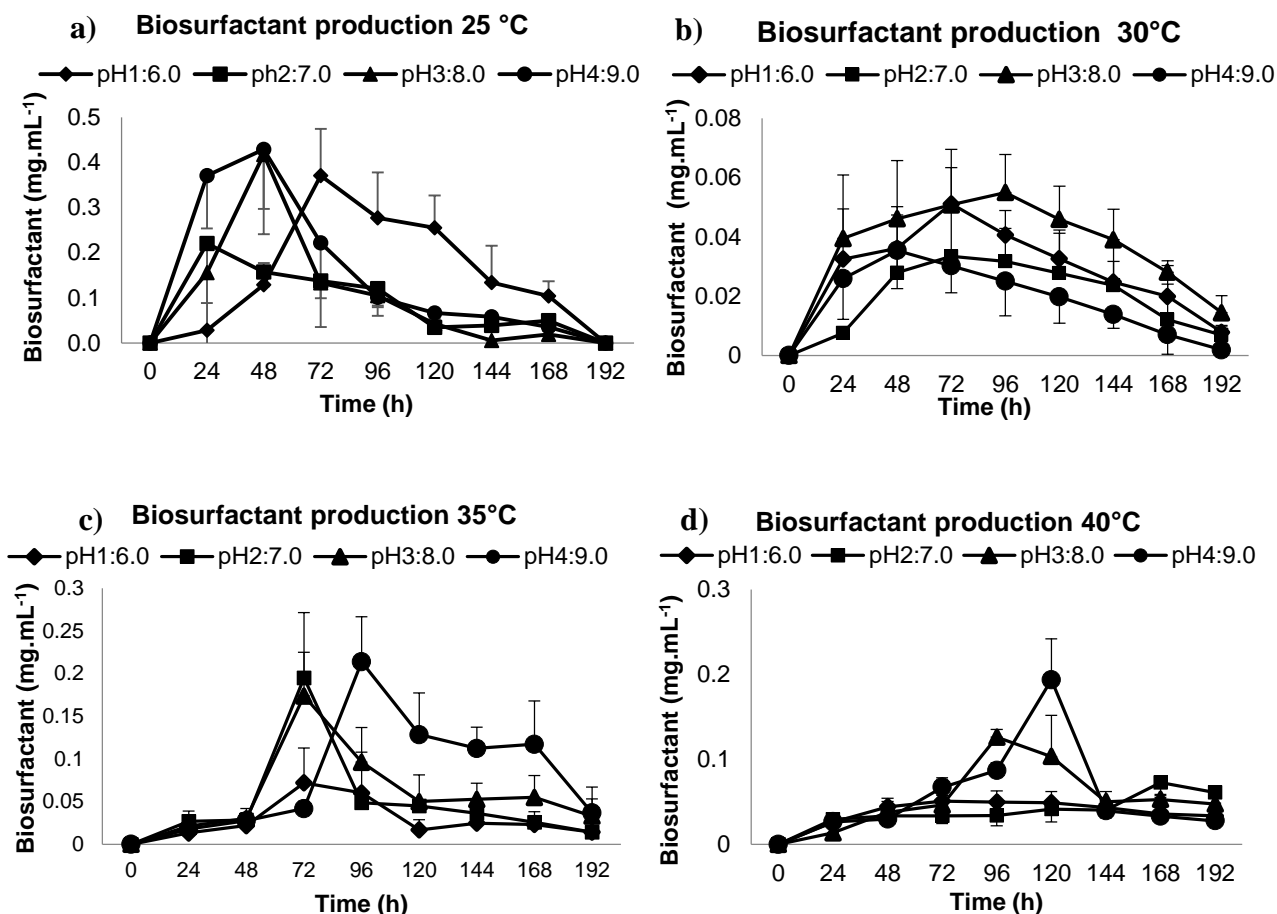 a) Biosurfactant production 25 °C
pH1:6.0 ph2:7.0 pH3:8.0 pH4:9.0
Biosurfactant (mg.mL-1)
0.5
0.4
0.3
0.2
0.1
0.0
0 24 48 72 96 120 144 168 192
Time (h)
b) Biosurfactant production 30°C
pH1:6.0 pH2:7.0 pH3:8.0 pH4:9.0
Biosurfactant (mg.mL-1)
0.08
0.06
0.04
0.02
0
0 24 48 72 96 120 144 168 192
Time (h)
c) Biosurfactant production 35°C
pH1:6.0 pH2:7.0 pH3:8.0 pH4:9.0
Biosurfactant (mg.mL-1)
0.3
0.25
0.2
0.15
0.1
0.05
0
0 24 48 72 96 120 144 168 192
Time (h)
d) Biosurfactant production 40°C
pH1:6.0 pH2:7.0 pH3:8.0 pH4:9.0
Biosurfactant (mg.mL-1)
0.3
0.2
0.1
0
0 24 48 72 96 120 144 168 192
Time (h)